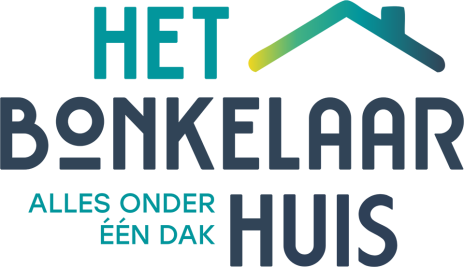 HET
BONKELAAR
ALLES ONDER
ÉÉN DAK
HUIS